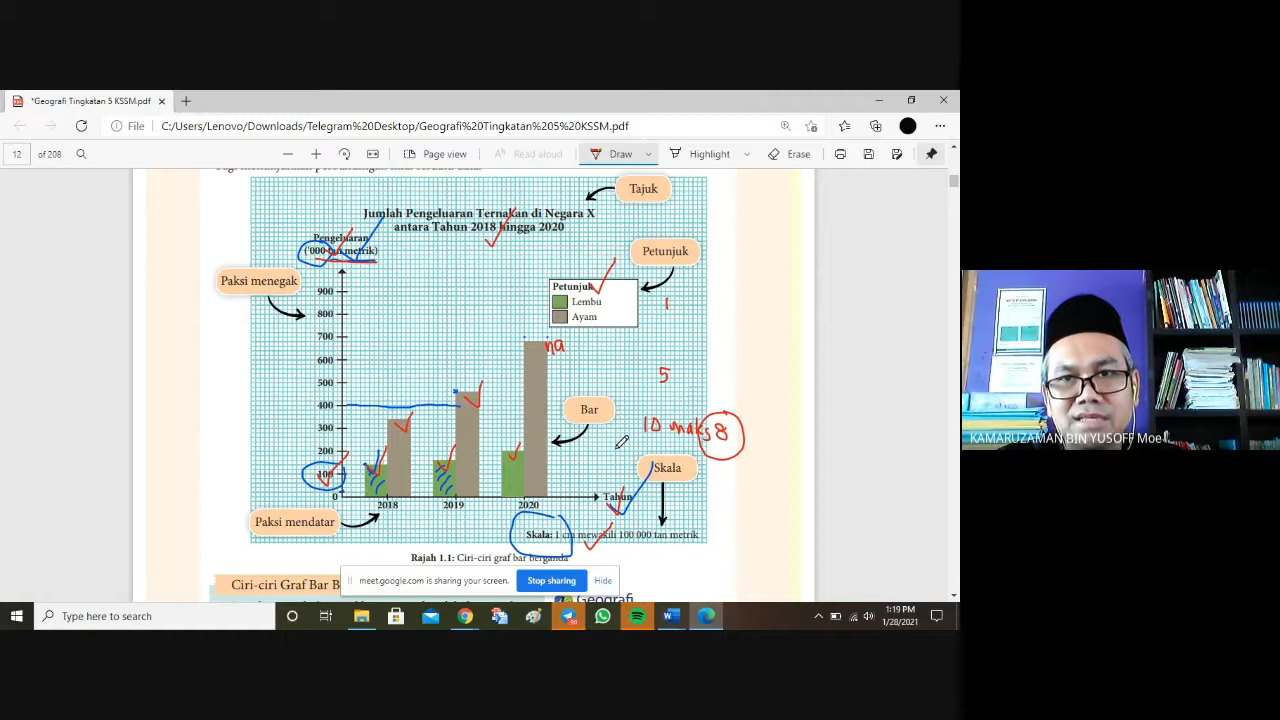 *Geografi Tingkatan 5 KSSM.pdf
File
C:/Users/Lenovo/Downloads/Telegram%20Desktop/Geografi%20Tingkatan%205%20KSSM.pdf
12 of 208
Page view
Read aloud
Draw
Highlight
Erase
Tajuk
Jumlah Pengeluaran Ternakan di Negara X
antara Tahun 2018 hingga 2020
Pengeluaran
('000 tan metrik)
Petunjuk
Paksi menegak
Petunjuk
Lembu
Ayam
1
900
800
700
600
500
400
300
200
100
0
na
5
Bar
10 maks 8
KAMARUZAMAN BIN YUSOFF Moe
Skala
Tahun
2018 2019 2020
Paksi mendatar
Skala: 1 cm mewakili 100 000 tan metrik
Rajah 1.1: Ciri-ciri graf bar berganda
Ciri-ciri Graf Bar B
meet.google.com is sharing your screen.
Stop sharing
Hide
Geografi
Type here to search
1:19 PM
1/28/2021